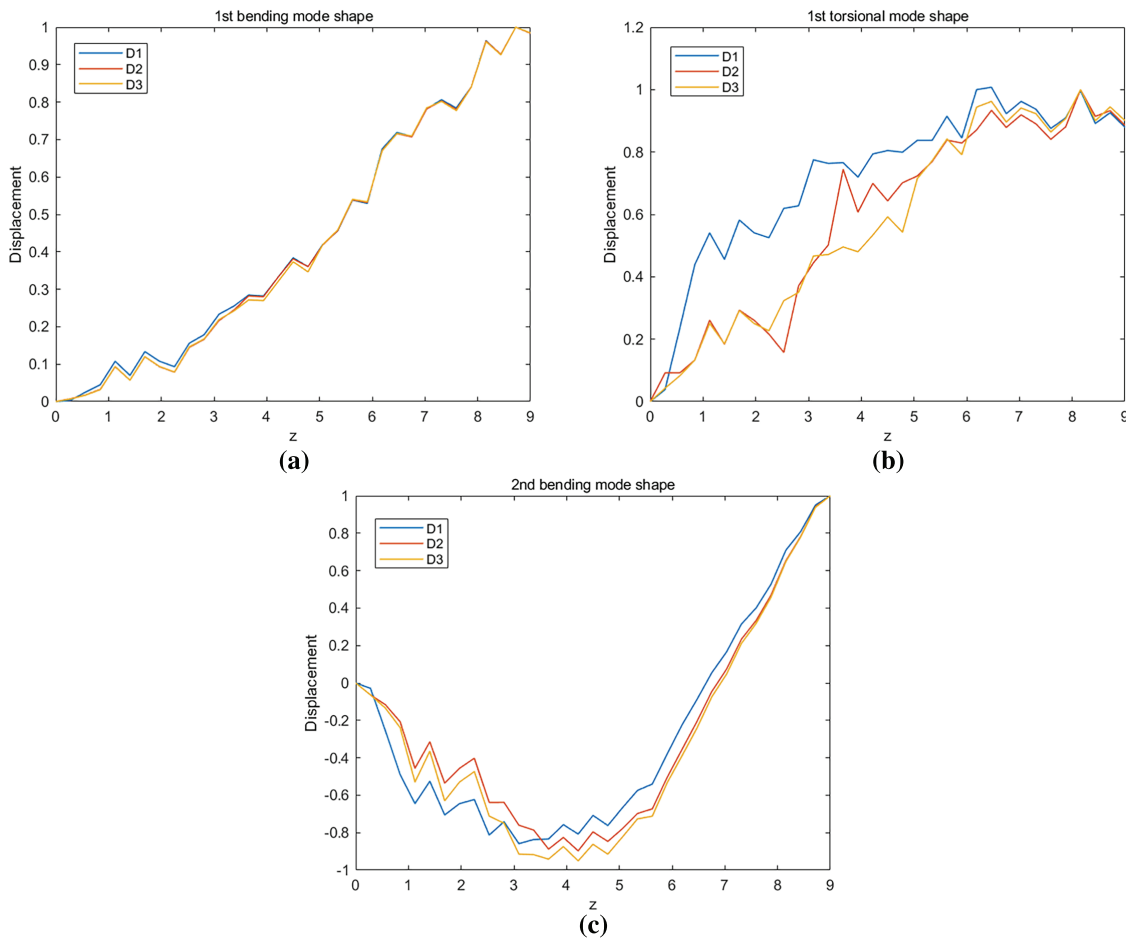 1st bending mode shape
1
0.9
0.8
0.7
0.6
0.5
0.4
0.3
0.2
0.1
0
Displacement
D1
D2
D3
0 1 2 3 4 5 6 7 8 9
z
(a)
1st torsional mode shape
1.2
1
0.8
0.6
0.4
0.2
0
Displacement
D1
D2
D3
0 1 2 3 4 5 6 7 8 9
z
(b)
2nd bending mode shape
1
0.8
0.6
0.4
0.2
0
-0.2
-0.4
-0.6
-0.8
-1
Displacement
D1
D2
D3
0 1 2 3 4 5 6 7 8 9
z
(c)